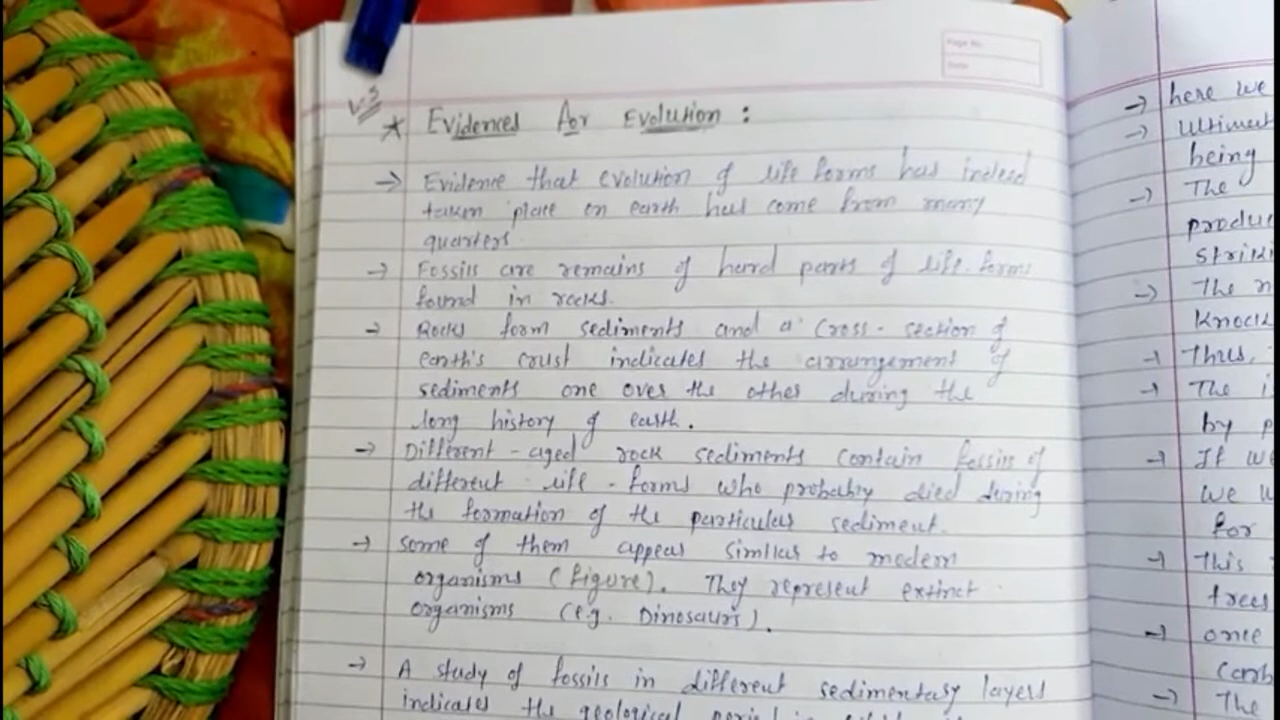 Page No.
Date
V.S
* Evidences for Evolution :
→ Evidence that evolution of life forms has indeed
taken place on earth has come from many
quarters.
→ Fossils are remains of hard parts of life-forms
found in rocks.
→ Rocks form sediments and a cross-section of
earth's crust indicates the arrangement of
sediments one over the other during the
long history of earth.
→ Different-aged rock sediments contain fossils of
different life-forms who probably died during
the formation of the particular sediment.
→ some of them appear similar to modern
organisms (Figure). They represent extinct
organisms (e.g. Dinosaurs).
→ A study of fossils in different sedimentary layers
indicates the geological period in
→ here we
→ Ultimat
being
→ The
produc
Striki
→ The
Knock
→ Thus,
→ The
by
→ If we
we
for
→ This
trees
→ once
→ The